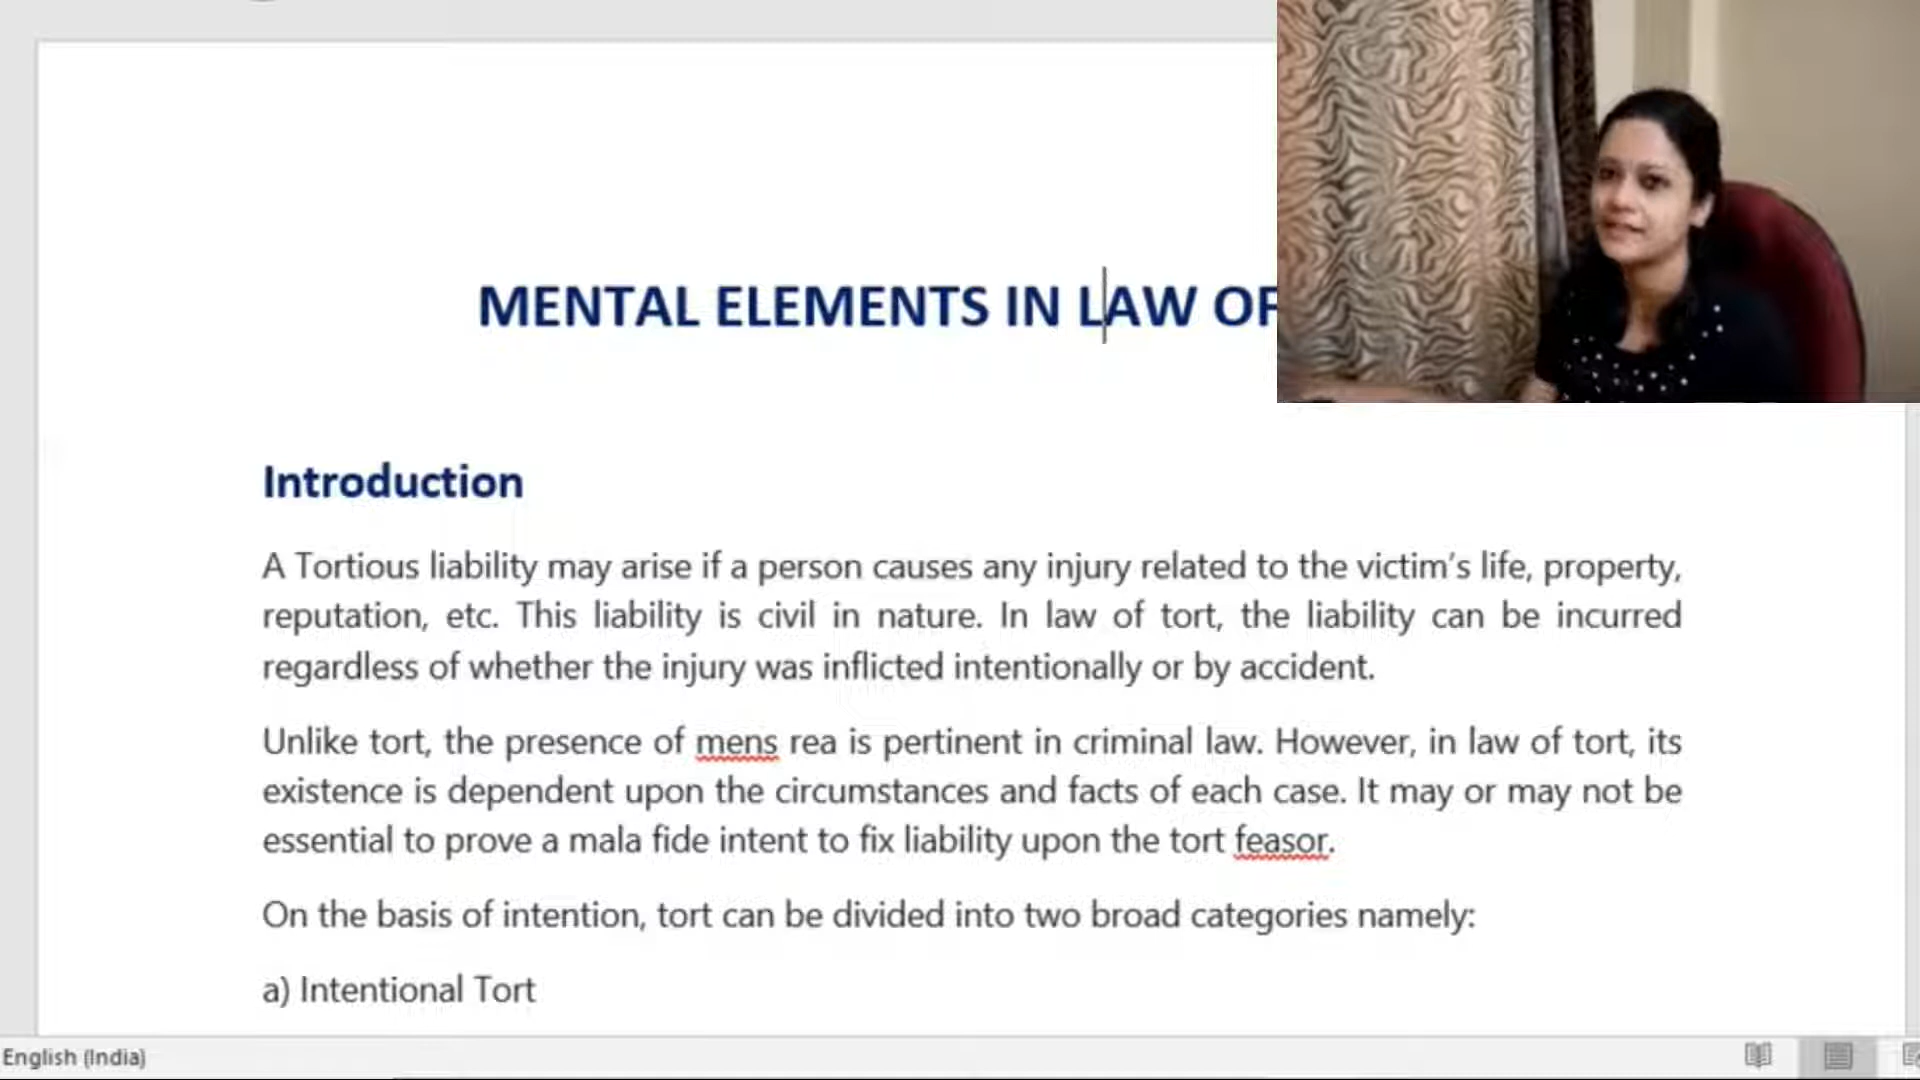 MENTAL ELEMENTS IN LAW OF
Introduction
A Tortious liability may arise if a person causes any injury related to the victim's life, property,
reputation, etc. This liability is civil in nature. In law of tort, the liability can be incurred
regardless of whether the injury was inflicted intentionally or by accident.
Unlike tort, the presence of mens rea is pertinent in criminal law. However, in law of tort, its
existence is dependent upon the circumstances and facts of each case. It may or may not be
essential to prove a mala fide intent to fix liability upon the tort feasor.
On the basis of intention, tort can be divided into two broad categories namely:
a) Intentional Tort
English (India)